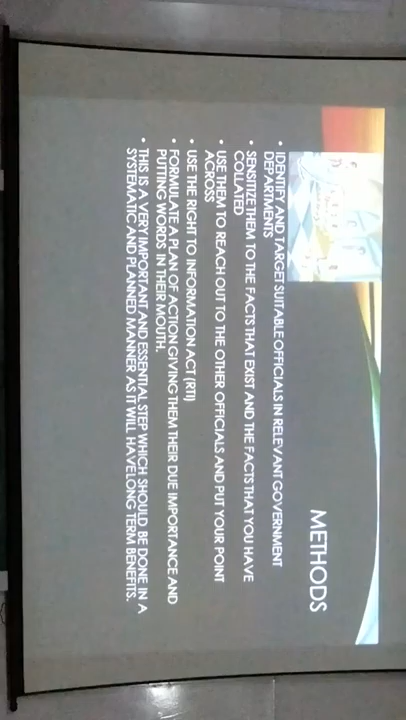 METHODS
• IDENTIFY AND TARGET SUITABLE OFFICIALS IN RELEVANT GOVERNMENT
DEPARTMENTS
• SENSITIZE THEM TO THE FACTS THAT EXIST AND THE FACTS THAT YOU HAVE
COLLATED
• USE THEM TO REACH OUT TO THE OTHER OFFICIALS AND PUT YOUR POINT
ACROSS
• USE THE RIGHT TO INFORMATION ACT (RTI)
• FORMULATE A PLAN OF ACTION GIVING THEM THEIR DUE IMPORTANCE AND
PUTTING WORDS IN THEIR MOUTH.
• THIS IS A VERY IMPORTANT AND ESSENTIAL STEP WHICH SHOULD BE DONE IN A
SYSTEMATIC AND PLANNED MANNER AS IT WILL HAVE LONG TERM BENEFITS.